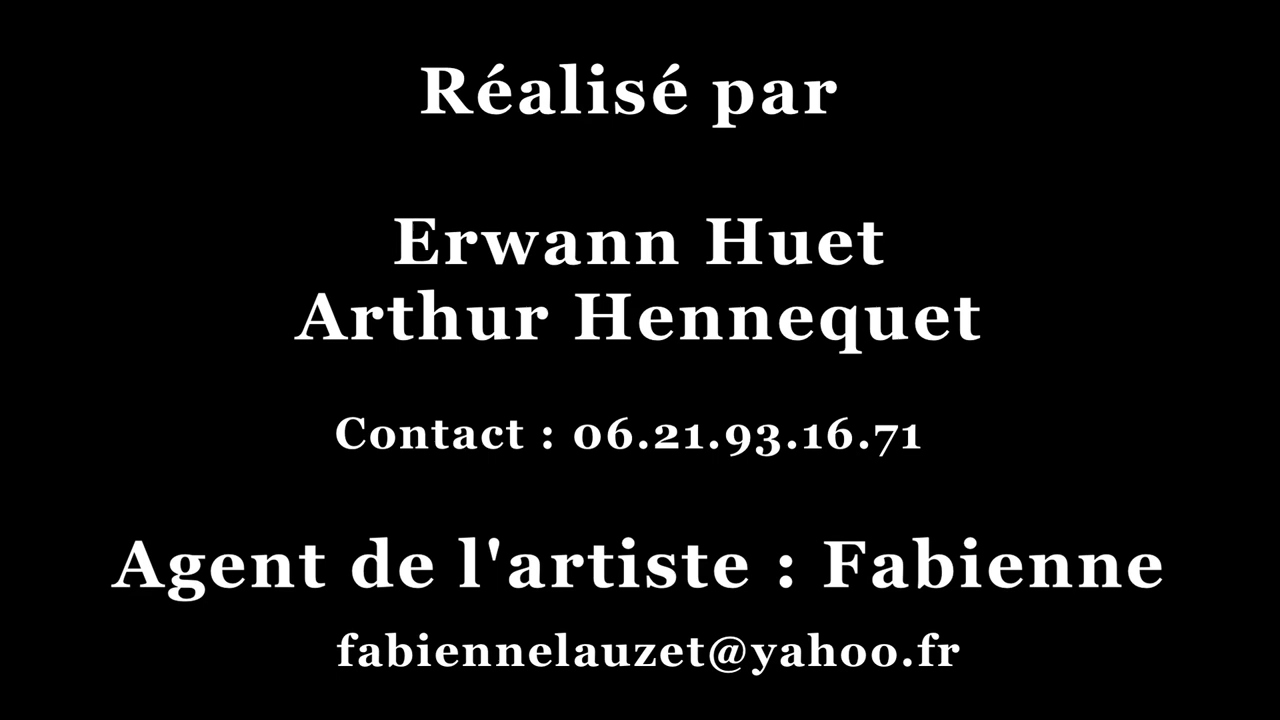 Réalisé par
Erwann Huet
Arthur Hennequet
Contact : 06.21.93.16.71
Agent de l'artiste : Fabienne
fabiennelauzet@yahoo.fr